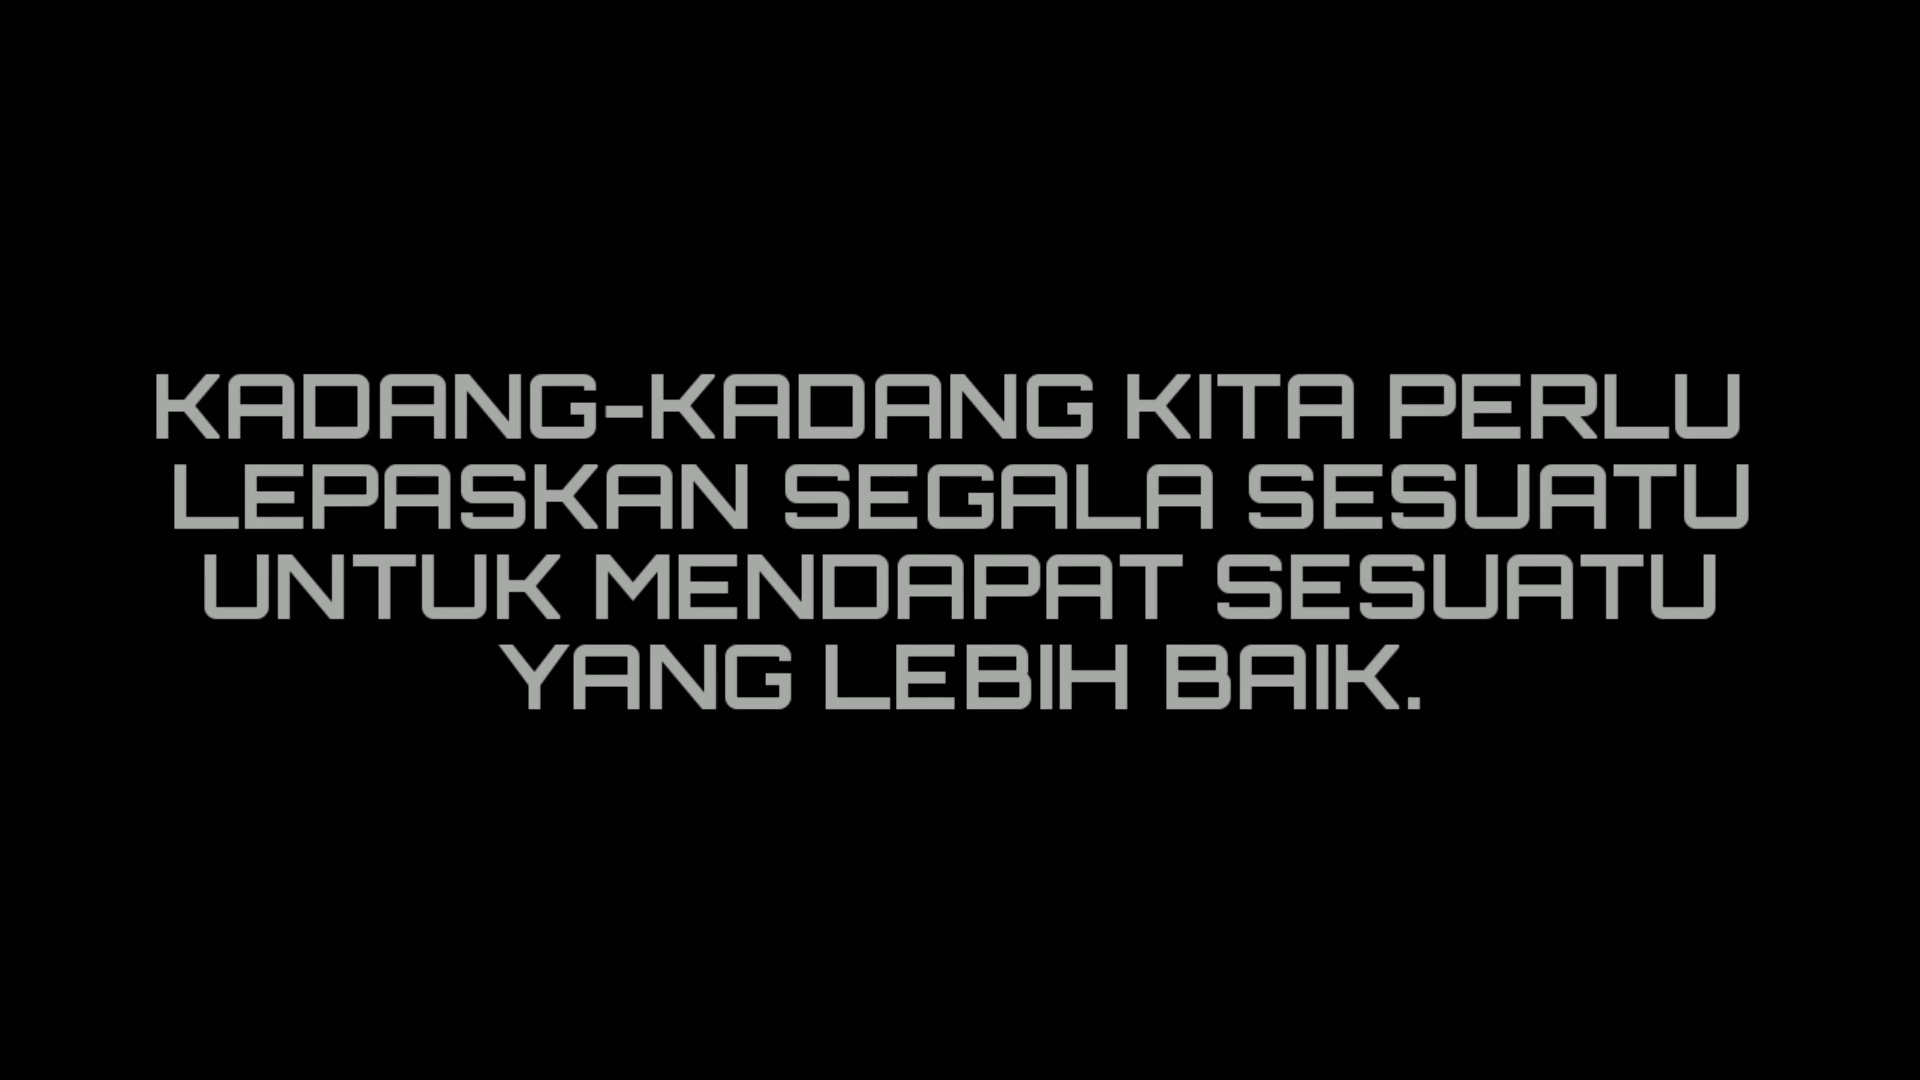 KADANG-KADANG KITA PERLU
LEPASKAN SEGALA SESUATU
UNTUK MENDAPAT SESUATU
YANG LEBIH BAIK.